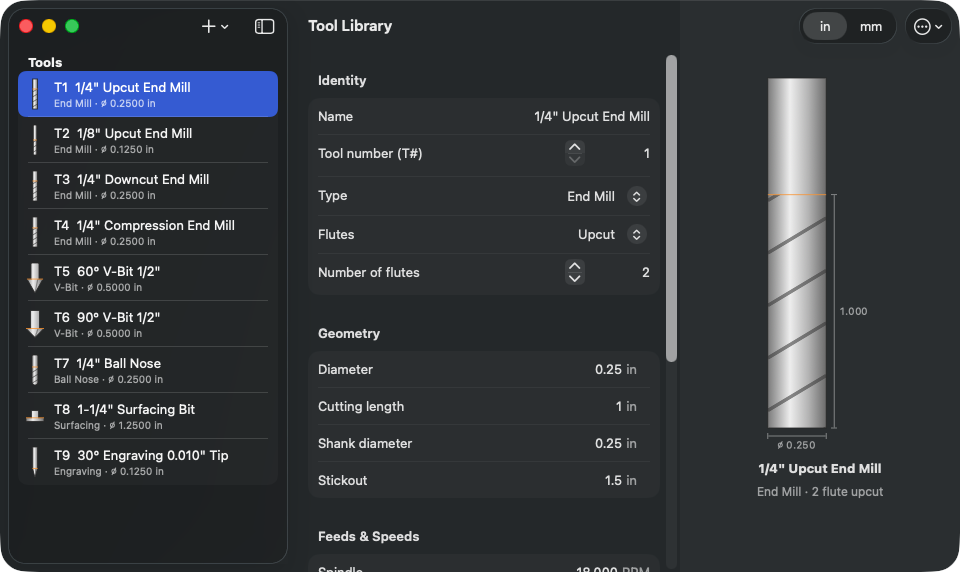 Tool Library
in
mm
Tools
T1 1/4" Upcut End Mill
End Mill · ø 0.2500 in
T2 1/8" Upcut End Mill
End Mill · ø 0.1250 in
T3 1/4" Downcut End Mill
End Mill · ø 0.2500 in
T4 1/4" Compression End Mill
End Mill · ø 0.2500 in
T5 60° V-Bit 1/2"
V-Bit · ø 0.5000 in
T6 90° V-Bit 1/2"
V-Bit · ø 0.5000 in
T7 1/4" Ball Nose
Ball Nose · ø 0.2500 in
T8 1-1/4" Surfacing Bit
Surfacing · ø 1.2500 in
T9 30° Engraving 0.010" Tip
Engraving · ø 0.1250 in
Identity
Name 1/4" Upcut End Mill
Tool number (T#) 1
Type End Mill
Flutes Upcut
Number of flutes 2
Geometry
Diameter 0.25 in
Cutting length 1 in
Shank diameter 0.25 in
Stickout 1.5 in
Feeds & Speeds
Spindle 18,000 RPM
1.000
ø 0.250
1/4" Upcut End Mill
End Mill · 2 flute upcut